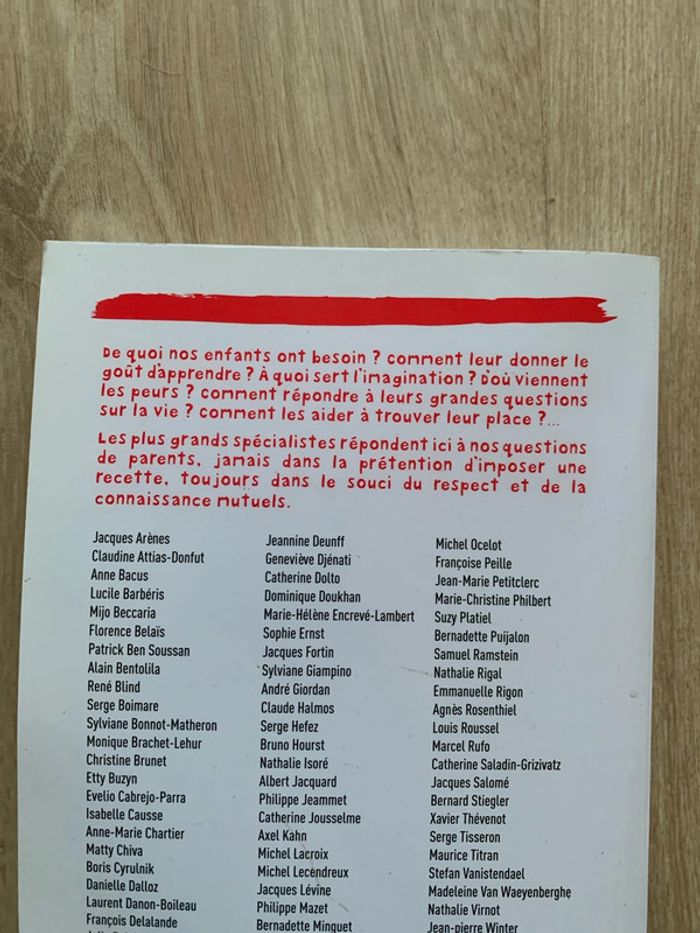 De quoi nos enfants ont besoin ? comment leur donner le
goût d'apprendre ? À quoi sert l'imagination ? D'où viennent
les peurs ? comment répondre à leurs grandes questions
sur la vie ? comment les aider à trouver leur place ?...
Les plus grands spécialistes répondent ici à nos questions
de parents, jamais dans la prétention d'imposer une
recette, toujours dans le souci du respect et de la
connaissance mutuels.
Jacques Arènes
Claudine Attias-Donfut
Anne Bacus
Lucile Barbéris
Mijo Beccaria
Florence Belaïs
Patrick Ben Soussan
Alain Bentolila
René Blind
Serge Boimare
Sylviane Bonnot-Matheron
Monique Brachet-Lehur
Christine Brunet
Etty Buzyn
Evelio Cabrejo-Parra
Isabelle Causse
Anne-Marie Chartier
Matty Chiva
Boris Cyrulnik
Danielle Dalloz
Laurent Danon-Boileau
François Delalande
Jeannine Deunff
Geneviève Djénati
Catherine Dolto
Dominique Doukhan
Marie-Hélène Encrevé-Lambert
Sophie Ernst
Jacques Fortin
Sylviane Giampino
André Giordan
Claude Halmos
Serge Hefez
Bruno Hourst
Nathalie Isoré
Albert Jacquard
Philippe Jeammet
Catherine Jousselme
Axel Kahn
Michel Lacroix
Michel Lecendreux
Jacques Lévine
Philippe Mazet
Bernadette Minguet
Michel Ocelot
Françoise Peille
Jean-Marie Petitclerc
Marie-Christine Philbert
Suzy Platiel
Bernadette Puijalon
Samuel Ramstein
Nathalie Rigal
Emmanuelle Rigon
Agnès Rosenthiel
Louis Roussel
Marcel Rufo
Catherine Saladin-Grizivatz
Jacques Salomé
Bernard Stiegler
Xavier Thévenot
Serge Tisseron
Maurice Titran
Stefan Vanistendael
Madeleine Van Waeyenberghe
Nathalie Virnot
Jean-pierre Winter